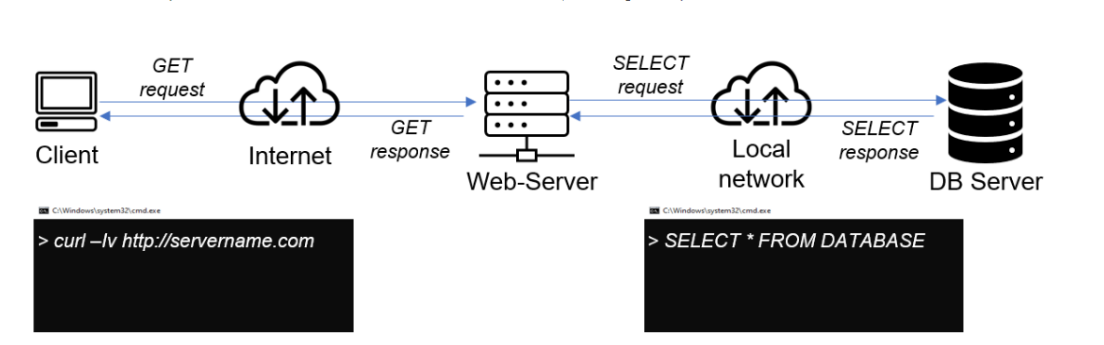 GET
request
SELECT
request
GET
response
SELECT
response
Client
Internet
Web-Server
Local
network
DB Server
C:\Windows\system32\cmd.exe
> curl –Iv http://servername.com
C:\Windows\system32\cmd.exe
> SELECT * FROM DATABASE